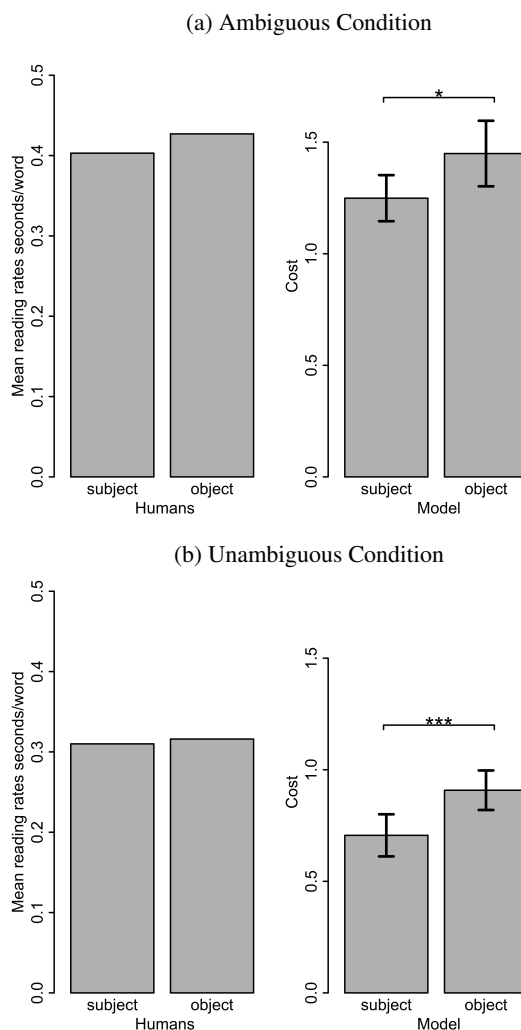 (a) Ambiguous Condition
Mean reading rates seconds/word
0.0 0.1 0.2 0.3 0.4 0.5
subject object
Humans
Cost
0.0 0.5 1.0 1.5
*
subject object
Model
(b) Unambiguous Condition
Mean reading rates seconds/word
0.0 0.1 0.2 0.3 0.4 0.5
subject object
Humans
Cost
0.0 0.5 1.0 1.5
***
subject object
Model